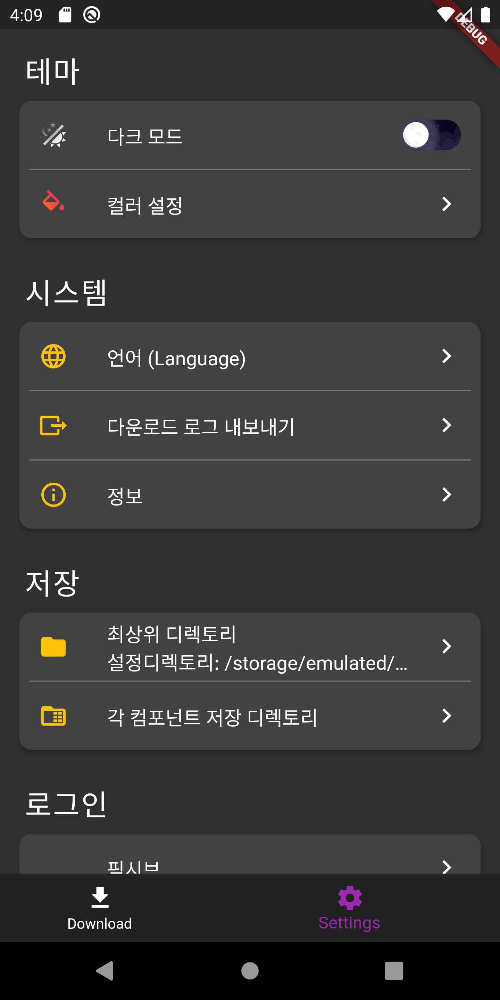 4:09
DEBUG
테마
다크 모드
컬러 설정
시스템
언어 (Language)
다운로드 로그 내보내기
정보
저장
최상위 디렉토리
설정디렉토리: /storage/emulated/...
각 컴포넌트 저장 디렉토리
로그인
픽시브
Download
Settings